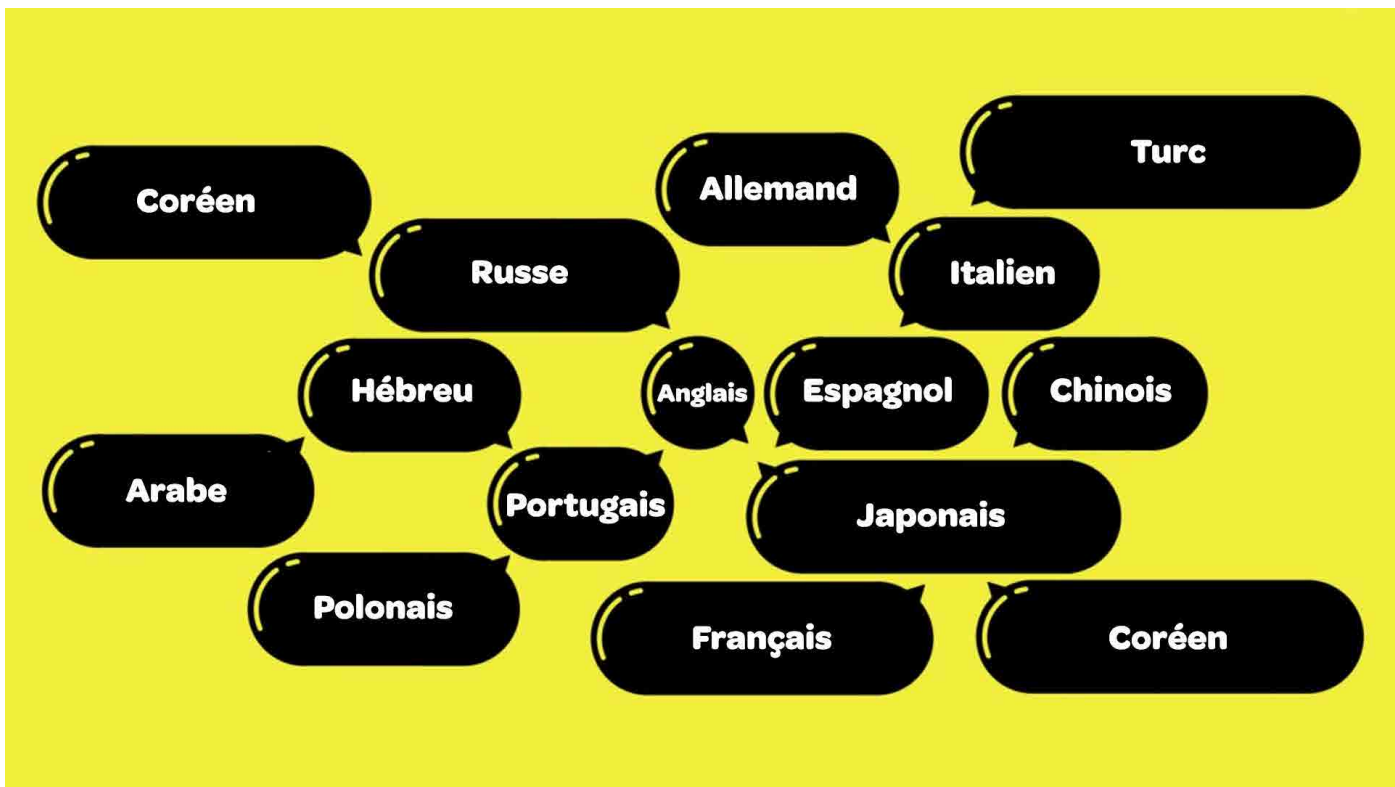 Turc
Allemand
Coréen
Russe
Italien
Hébreu
Anglais
Espagnol
Chinois
Arabe
Portugais
Japonais
Polonais
Français
Coréen